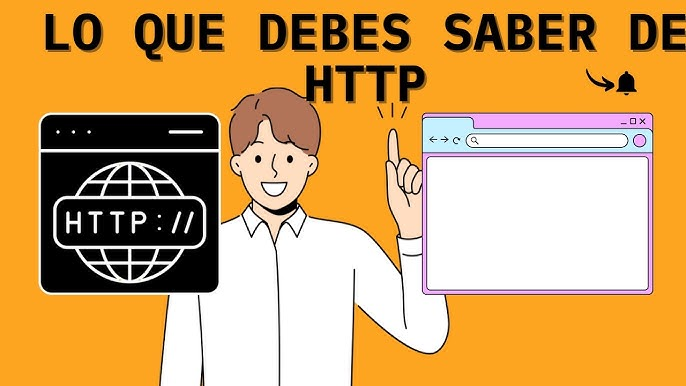 LO QUE DEBES SABER DE
HTTP
HTTP://